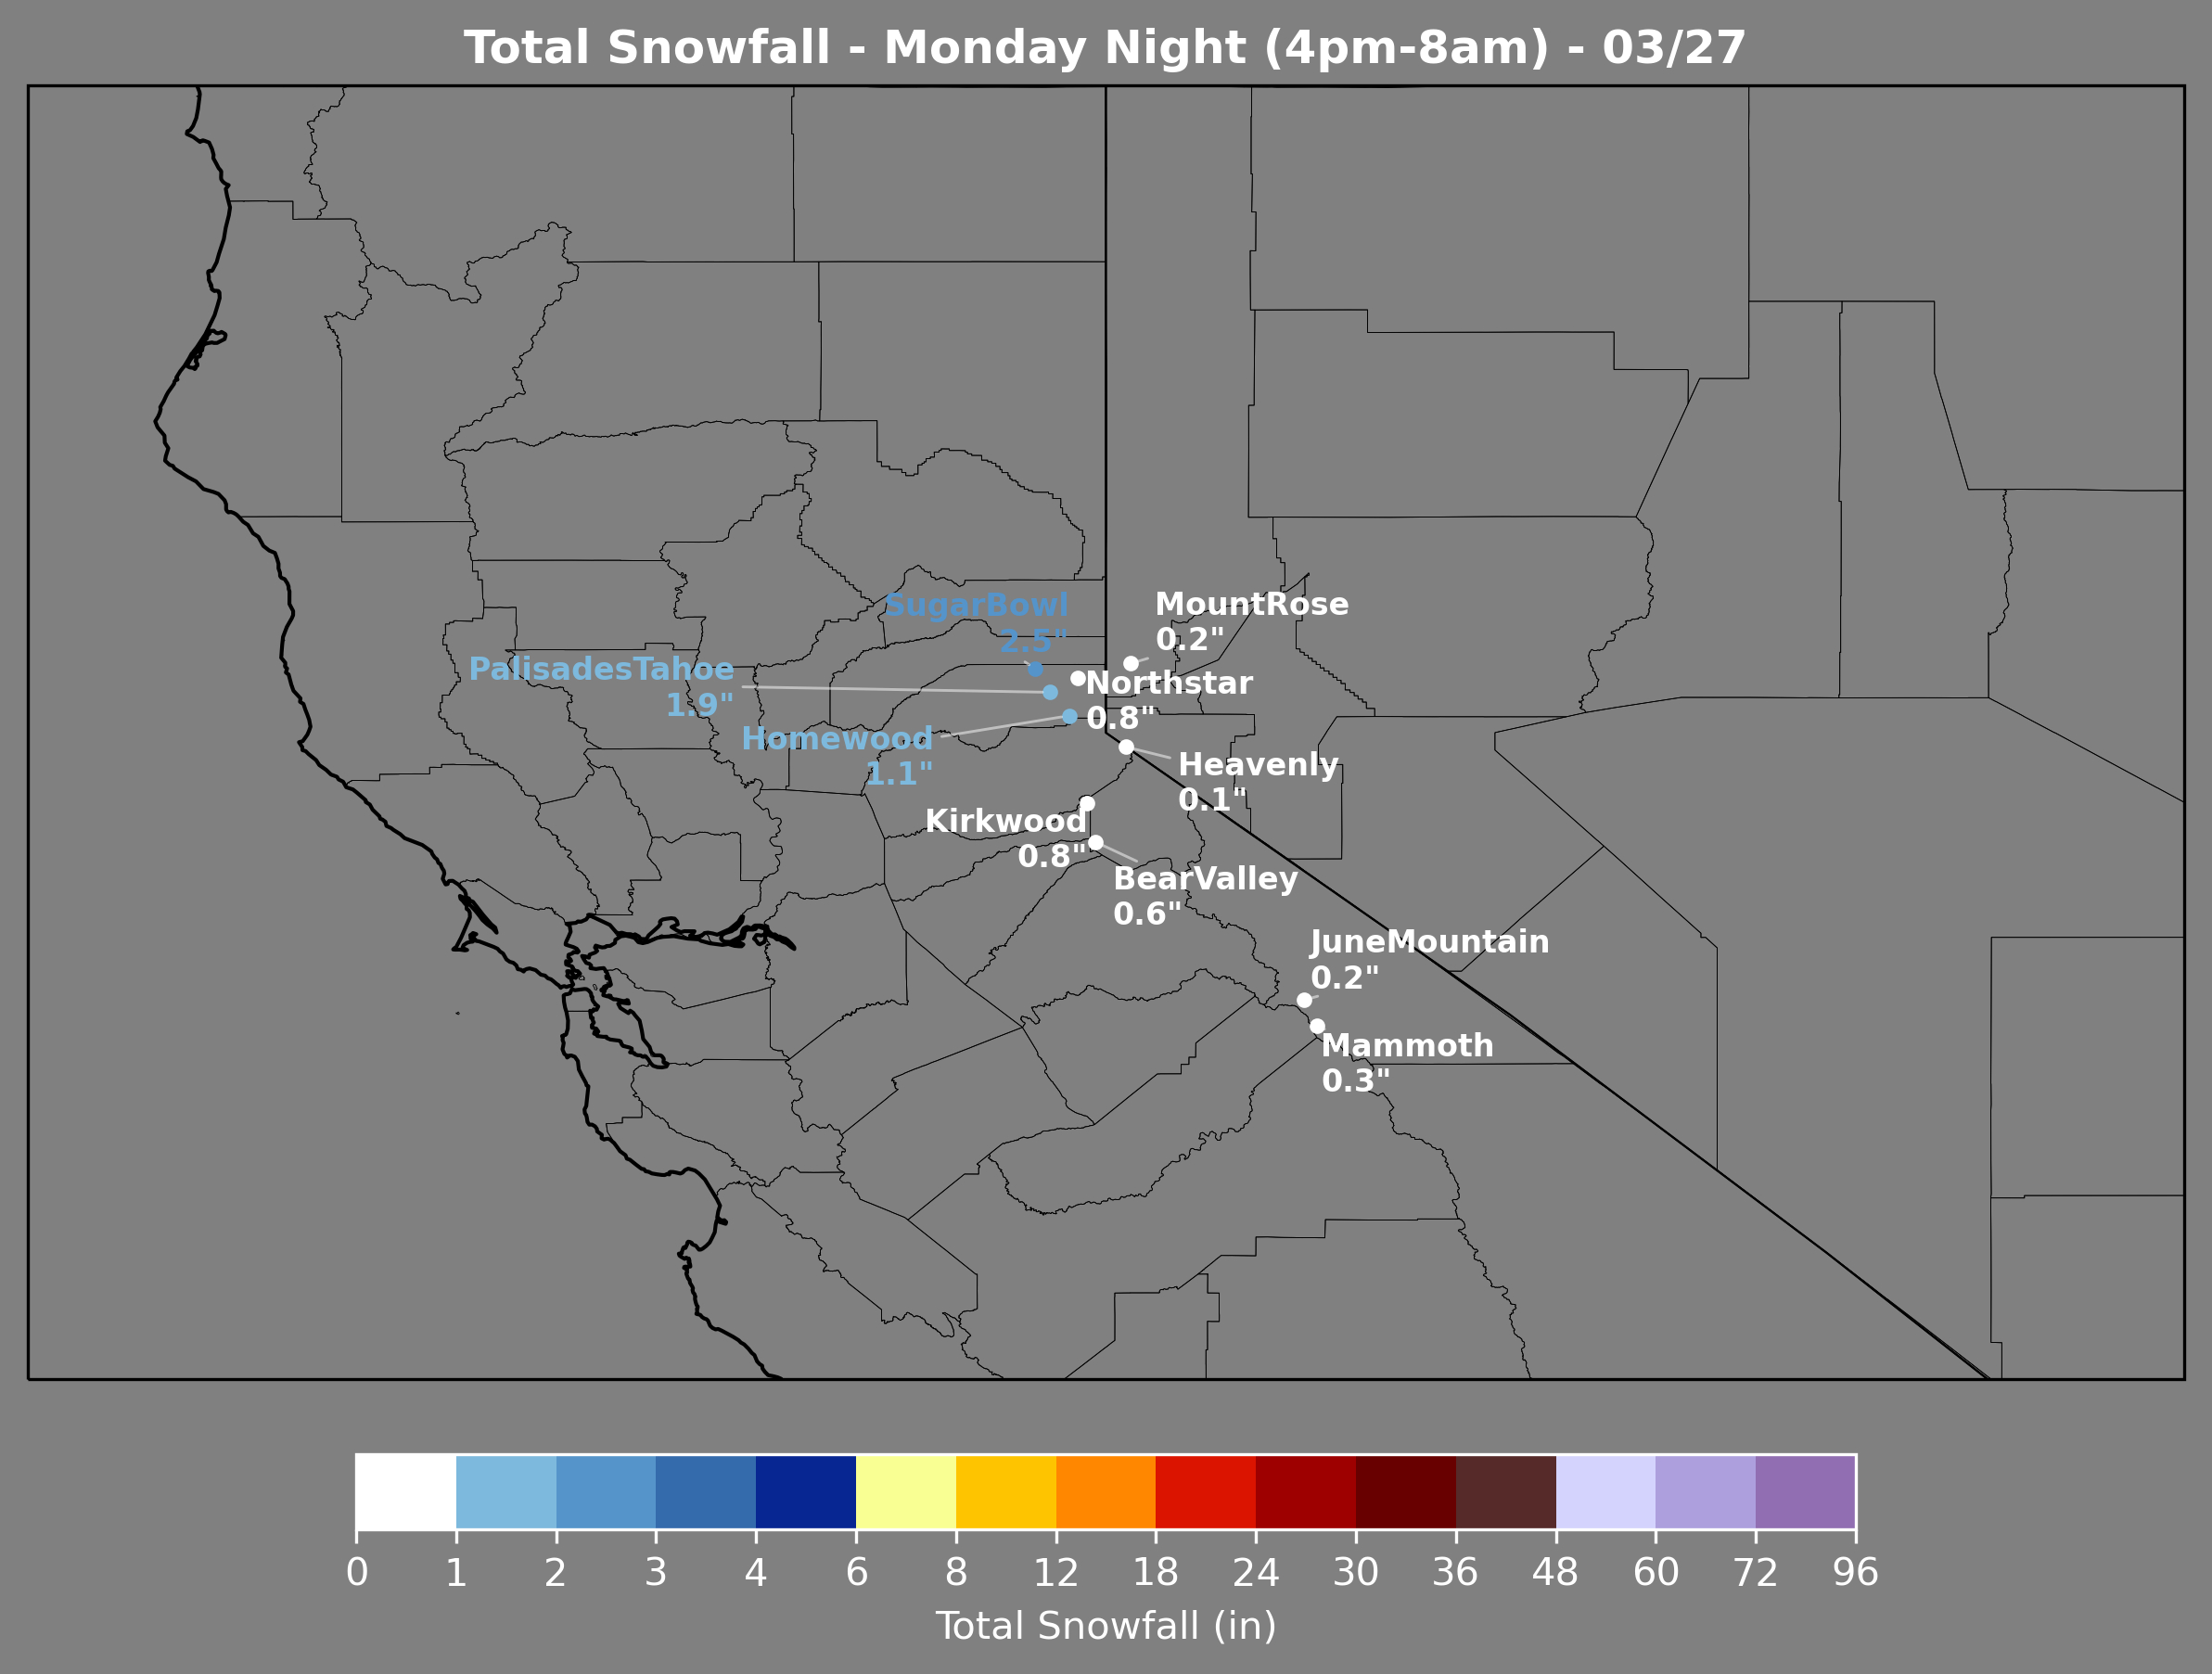 Total Snowfall - Monday Night (4pm-8am) - 03/27
SugarBowl
2.5"
MountRose
0.2"
PalisadesTahoe
1.9"
Northstar
0.8"
Homewood
1.1"
Heavenly
0.1"
Kirkwood
0.8"
BearValley
0.6"
JuneMountain
0.2"
Mammoth
0.3"
0 1 2 3 4 6 8 12 18 24 30 36 48 60 72 96
Total Snowfall (in)